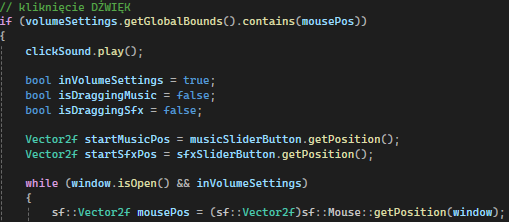 // kliknięcie DŹWIĘK
if (volumeSettings.getGlobalBounds().contains(mousePos))
{
clickSound.play();
bool inVolumeSettings = true;
bool isDraggingMusic = false;
bool isDraggingSfx = false;
Vector2f startMusicPos = musicSliderButton.getPosition();
Vector2f startSfxPos = sfxSliderButton.getPosition();
while (window.isOpen() && inVolumeSettings)
{
sf::Vector2f mousePos = (sf::Vector2f)sf::Mouse::getPosition(window);